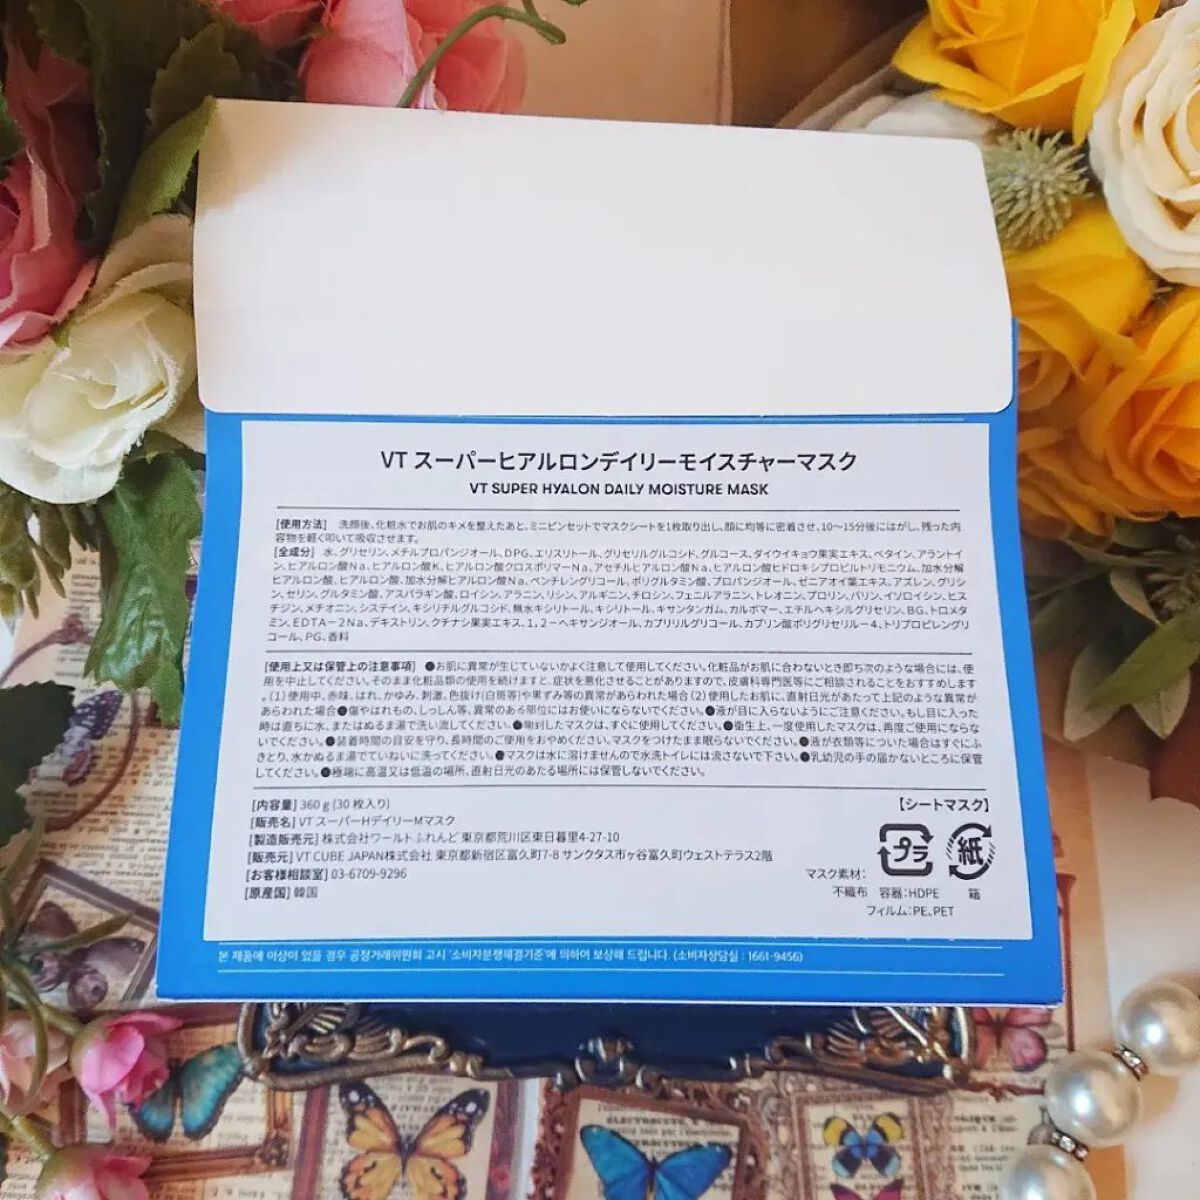 VT スーパーヒアルロンデイリーモイスチャーマスク
VT SUPER HYALON DAILY MOISTURE MASK
[使用方法] 洗顔後、化粧水でお肌のキメを整えたあと、ミニピンセットでマスクシートを1枚取り出し、顔に均等に密着させ、10〜15分後にはがし、残った内
容物を軽く叩いて吸収させます。
[全成分] 水、グリセリン、メチルプロパンジオール、DPG、エリスリトール、グリセリルグルコシド、グルコース、ダイウイキョウ果実エキス、ベタイン、アラントイ
ン、ヒアルロン酸Na、ヒアルロン酸K、ヒアルロン酸クロスポリマーNa、アセチルヒアルロン酸Na、ヒアルロン酸ヒドロキシプロピルトリモニウム、加水分解
ヒアルロン酸、ヒアルロン酸、加水分解ヒアルロン酸Na、ペンチレングリコール、ポリグルタミン酸、プロパンジオール、ゼニアオイ葉エキス、アズレン、グリシ
ン、セリン、グルタミン酸、アスパラギン酸、ロイシン、アラニン、リシン、アルギニン、チロシン、フェニルアラニン、トレオニン、プロリン、バリン、イソロイシン、ヒス
チジン、メチオニン、システイン、キシリチルグルコシド、無水キシリトール、キシリトール、キサンタンガム、カルボマー、エチルヘキシルグリセリン、BG、トロメタ
ミン、EDTA－2Na、デキストリン、クチナシ果実エキス、1,2－ヘキサンジオール、カプリリルグリコール、カプリン酸ポリグリセリル－4、トリプロピレングリ
コール、PG、香料
[使用上又は保管上の注意事項] ●お肌に異常が生じていないかよく注意して使用してください。化粧品がお肌に合わないとき即ち次のような場合には、使
用を中止してください。そのまま化粧品類の使用を続けますと、症状を悪化させることがありますので、皮膚科専門医等にご相談されることをおすすめします
。(1)使用中、赤味、はれ、かゆみ、刺激、色抜け(白斑等)や黒ずみ等の異常があらわれた場合(2)使用したお肌に、直射日光があたって上記のような異常が
あらわれた場合●傷やはれもの、しっしん等、異常のある部位にはお使いにならないでください。●液が目に入らないようにご注意ください。もし目に入った
時は直ちに水、またはぬるま湯で洗い流してください。●開封したマスクは、すぐに使用してください。●衛生上、一度使用したマスクは、再度ご使用にならな
いでください。●装着時間の目安を守り、長時間のご使用をおやめください。マスクをつけたまま眠らないでください。●液が衣類等についた場合はすぐにふ
きとり、水かぬるま湯でていねいに洗ってください。●マスクは水に溶けませんので水洗トイレには流さないで下さい。●乳幼児の手の届かないところに保管
してください。●極端に高温又は低温の場所、直射日光のあたる場所には保管しないでください。
[内容量] 360g(30枚入り)
【シートマスク】
[販売名] VT スーパーHデイリーMマスク
[製造販売元] 株式会社ワールドふれんど 東京都荒川区東日暮里4-27-10
[販売元] VT CUBE JAPAN株式会社 東京都新宿区富久町7-8 サンクタス市ヶ谷富久町ウェストテラス2階
[お客様相談室] 03-6709-9296
[原産国] 韓国
プラ
紙
マスク素材：
不織布 容器：HDPE 箱
フィルム：PE、PET
본 제품에 이상이 있을 경우 공정거래위원회 고시 '소비자분쟁해결기준'에 의하여 보상해 드립니다. (소비자상담실 : 1661-9456)